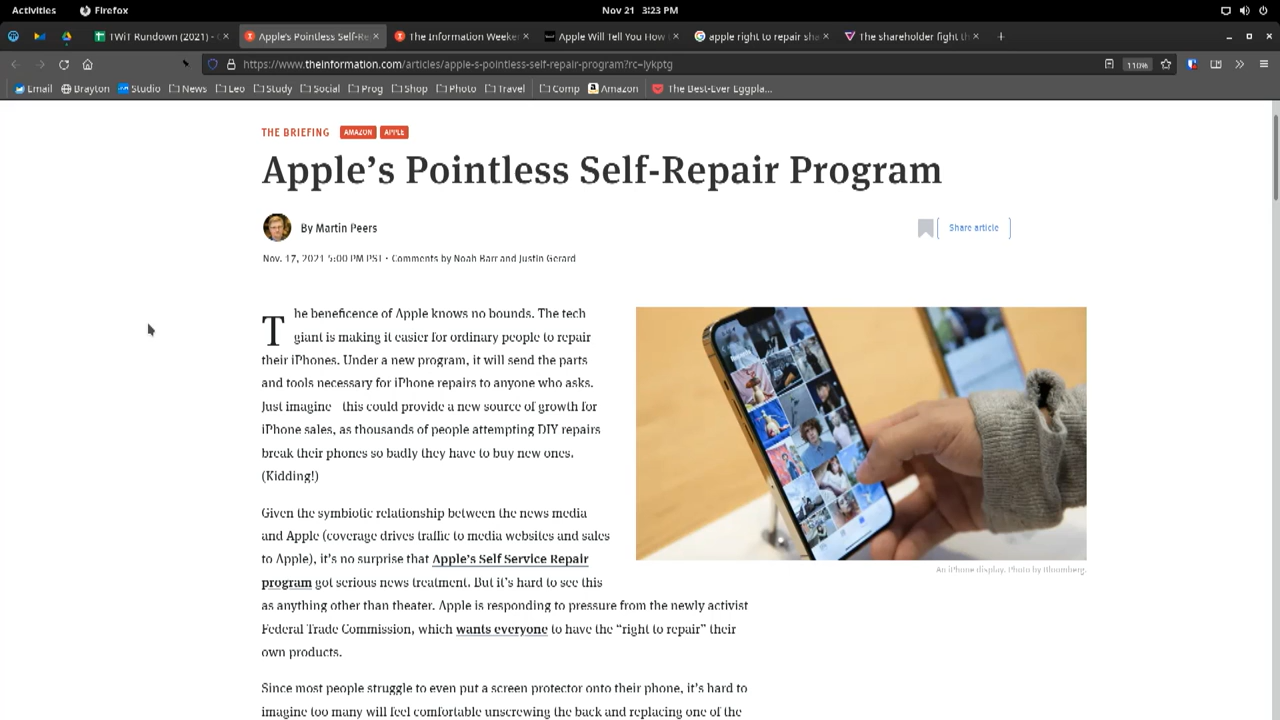 Activities Firefox Nov 21 3:23 PM
TWiT Rundown (2021) - Apple's Pointless Self-Re The Information Weeken Apple Will Tell You How apple right to repair sha The shareholder fight th
https://www.theinformation.com/articles/apple-s-pointless-self-repair-program?rc=lykptg 110%
Email Brayton Studio News Leo Study Social Prog Shop Photo Travel Comp Amazon The Best-Ever Eggpla...
THE BRIEFING AMAZON APPLE
Apple's Pointless Self-Repair Program
By Martin Peers
Share article
Nov. 17, 2021 5:00 PM PST • Comments by Noah Barr and Justin Gerard
The beneficence of Apple knows no bounds. The tech
giant is making it easier for ordinary people to repair
their iPhones. Under a new program, it will send the parts
and tools necessary for iPhone repairs to anyone who asks.
Just imagine this could provide a new source of growth for
iPhone sales, as thousands of people attempting DIY repairs
break their phones so badly they have to buy new ones.
(Kidding!)
An iPhone display. Photo by Bloomberg.
Given the symbiotic relationship between the news media
and Apple (coverage drives traffic to media websites and sales
to Apple), it's no surprise that Apple's Self Service Repair
program got serious news treatment. But it's hard to see this
as anything other than theater. Apple is responding to pressure from the newly activist
Federal Trade Commission, which wants everyone to have the “right to repair” their
own products.
Since most people struggle to even put a screen protector onto their phone, it's hard to
imagine too many will feel comfortable unscrewing the back and replacing one of the